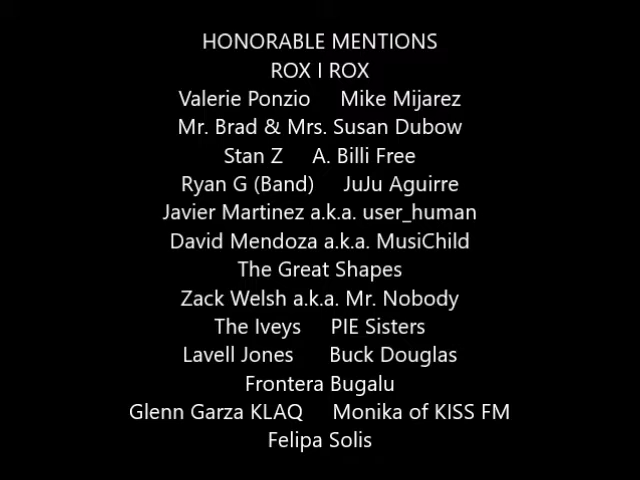 HONORABLE MENTIONS
ROX I ROX
Valerie Ponzio Mike Mijarez
Mr. Brad & Mrs. Susan Dubow
Stan Z A. Billi Free
Ryan G (Band) JuJu Aguirre
Javier Martinez a.k.a. user_human
David Mendoza a.k.a. MusiChild
The Great Shapes
Zack Welsh a.k.a. Mr. Nobody
The Iveys PIE Sisters
Lavell Jones Buck Douglas
Frontera Bugalu
Glenn Garza KLAQ Monika of KISS FM
Felipa Solis